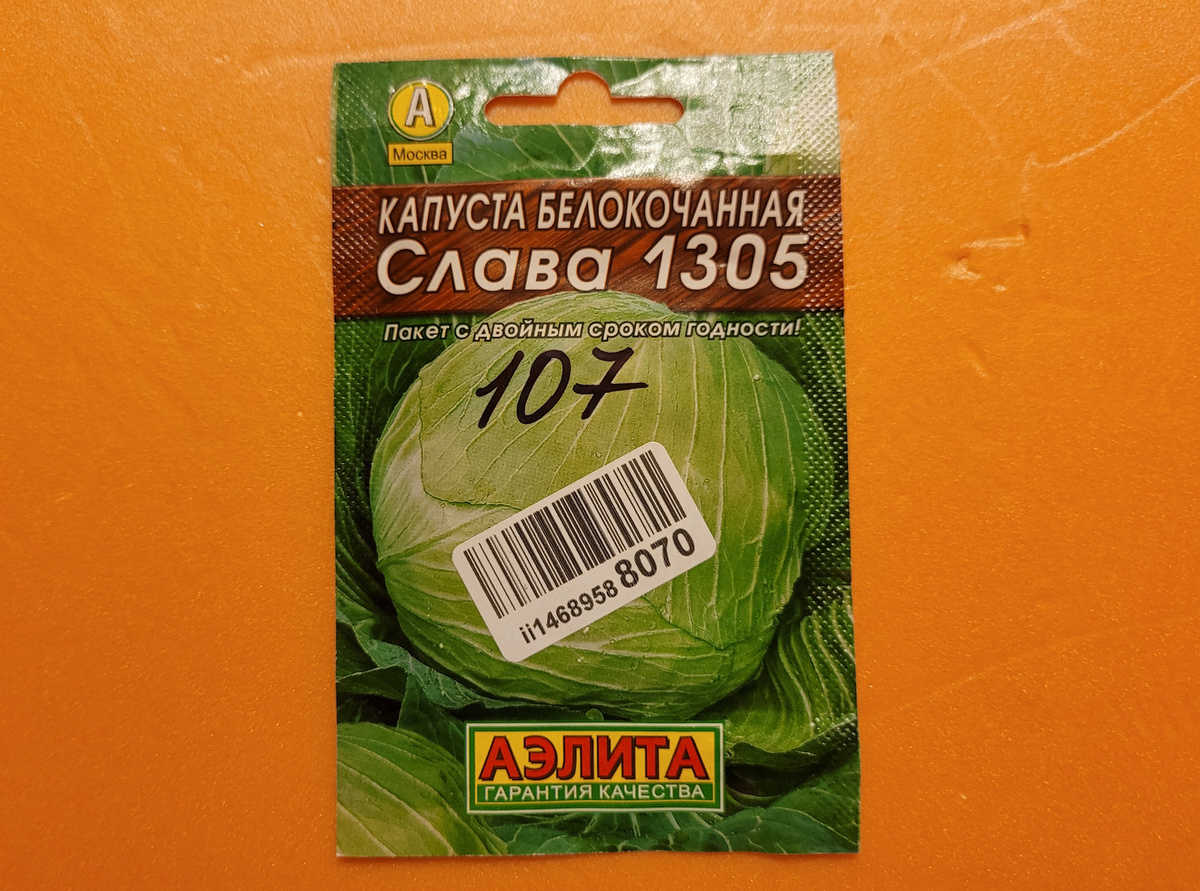 А
Москва
КАПУСТА БЕЛОКОЧАННАЯ
Слава 1305
Пакет с двойным сроком годности!
107
ii1468958 8070
АЭЛИТА
ГАРАНТИЯ КАЧЕСТВА